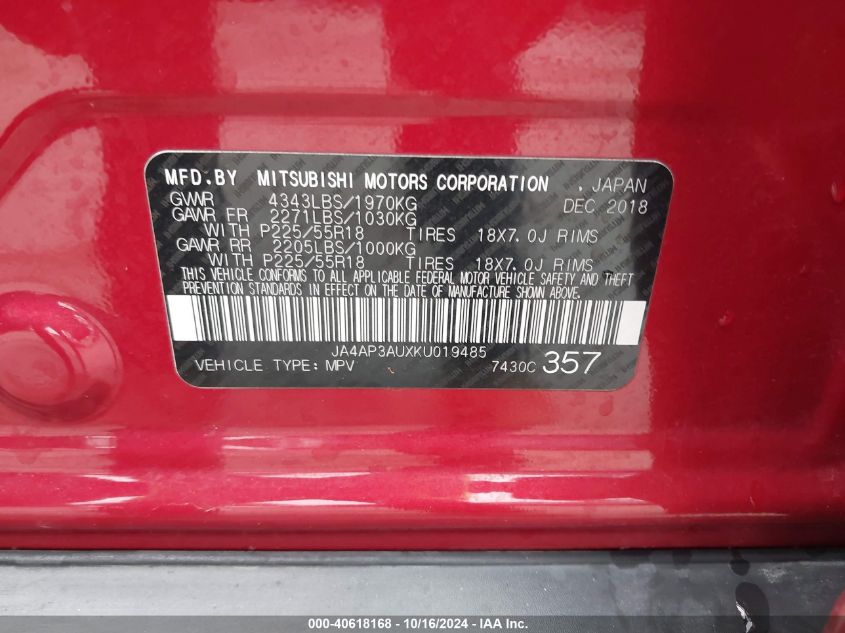 MFD.BY MITSUBISHI MOTORS CORPORATION . JAPAN
GVWR 4343LBS/1970KG DEC 2018
GAWR FR 2271LBS/1030KG
WITH P225/55R18 TIRES 18X7.0J RIMS
GAWR RR 2205LBS/1000KG
WITH P225/55R18 TIRES 18X7.0J RIMS
THIS VEHICLE CONFORMS TO ALL APPLICABLE FEDERAL MOTOR VEHICLE SAFETY AND THEFT
PREVENTION STANDARDS IN EFFECT ON THE DATE OF MANUFACTURE SHOWN ABOVE.
JA4AP3AUXKU019485
VEHICLE TYPE: MPV 7430C 357
000-40618168 - 10/16/2024 - IAA Inc.